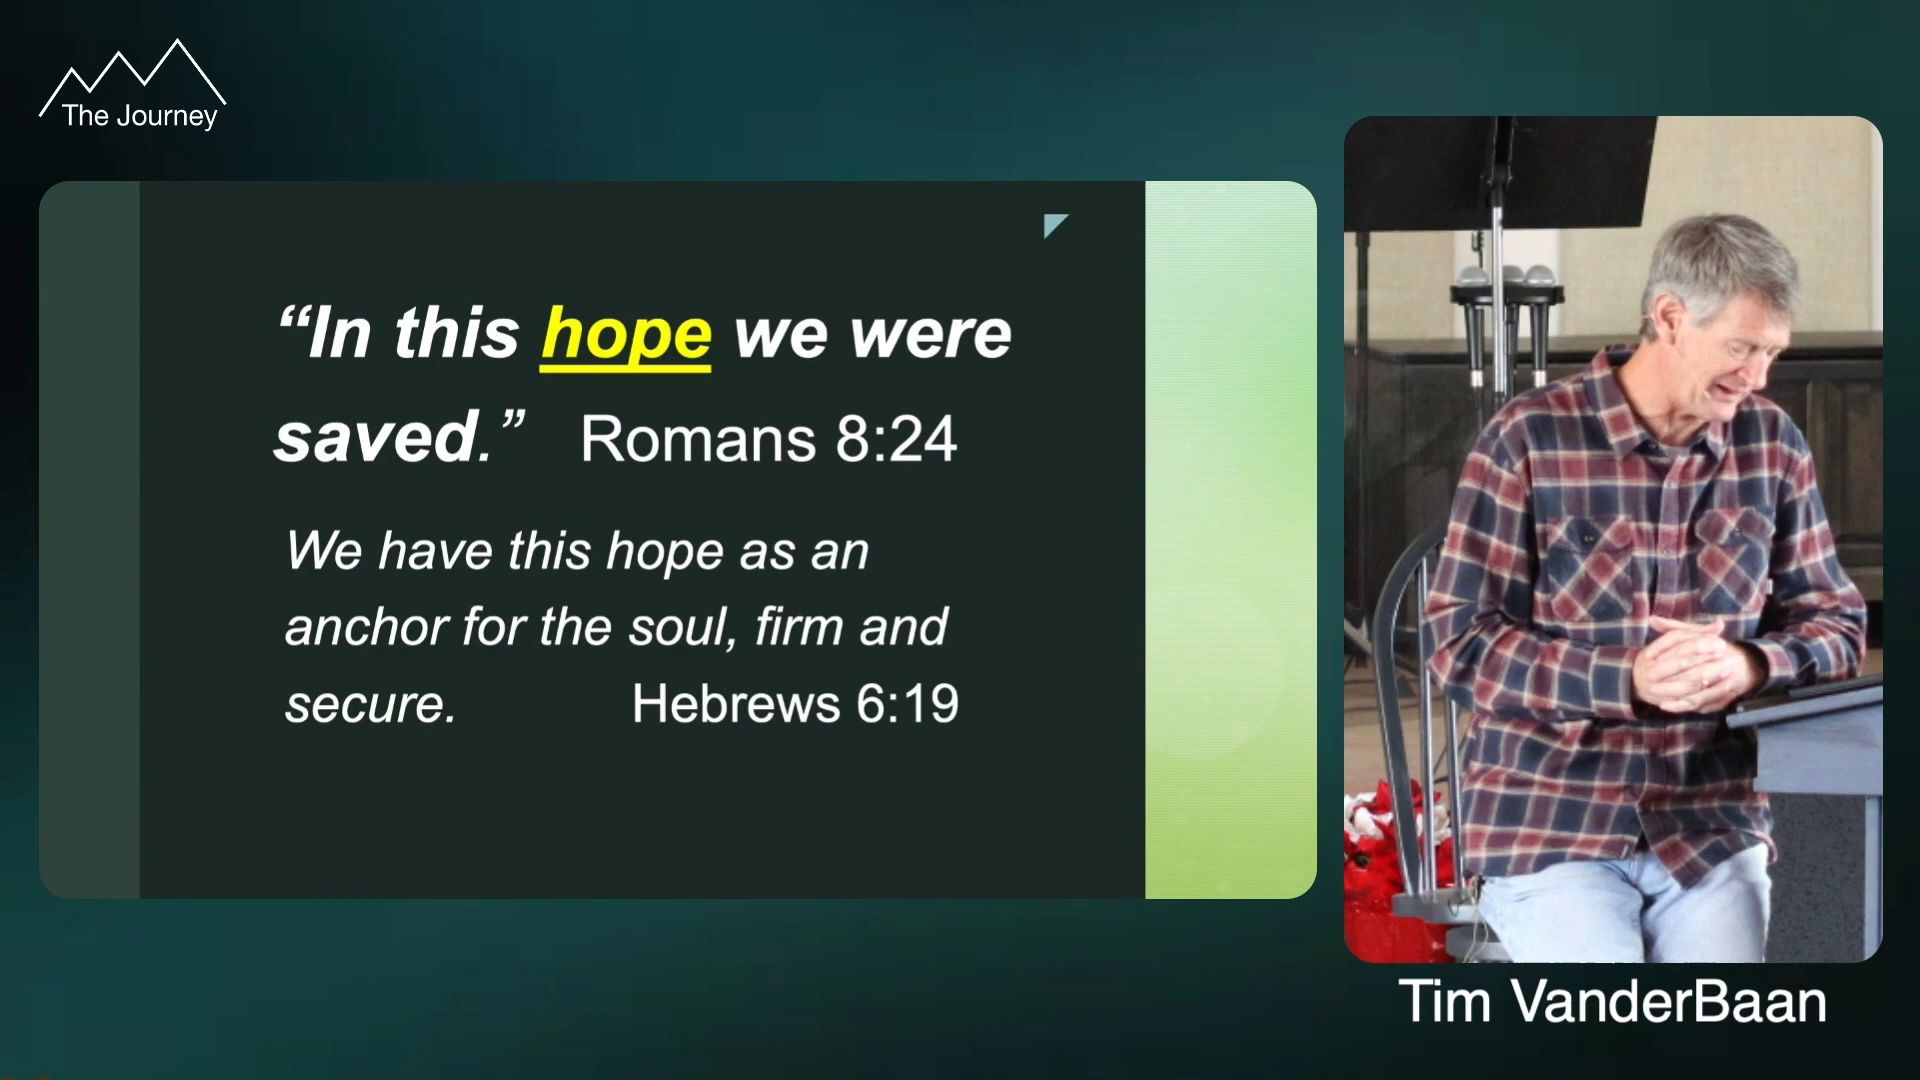 The Journey
“In this hope we were
saved.” Romans 8:24
We have this hope as an
anchor for the soul, firm and
secure. Hebrews 6:19
Tim VanderBaan